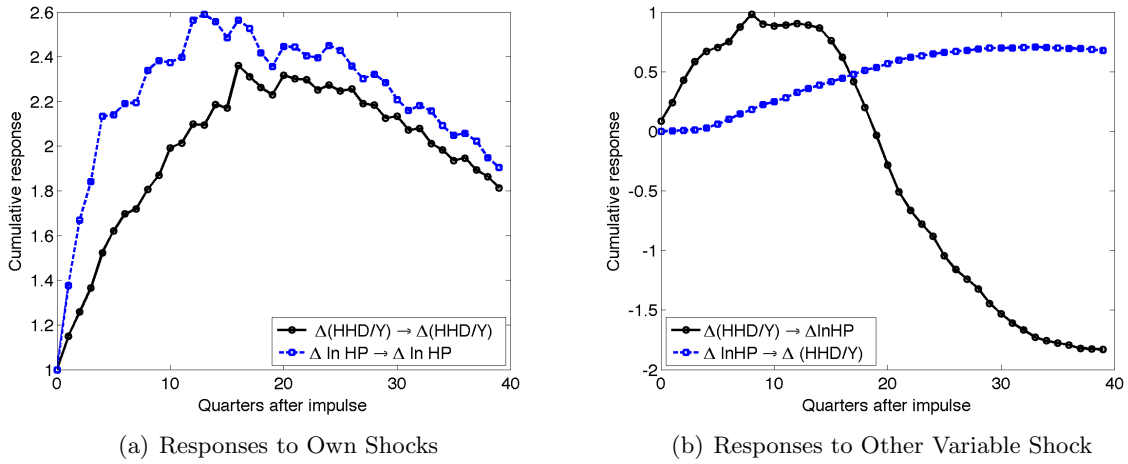 2.6
2.4
2.2
2
1.8
1.6
1.4
1.2
1
Cumulative response
Δ(HHD/Y) → Δ(HHD/Y)
Δ ln HP → Δ ln HP
0 10 20 30 40
Quarters after impulse
(a) Responses to Own Shocks
1
0.5
0
-0.5
-1
-1.5
-2
Cumulative response
Δ(HHD/Y) → ΔlnHP
Δ lnHP → Δ (HHD/Y)
0 10 20 30 40
Quarters after impulse
(b) Responses to Other Variable Shock